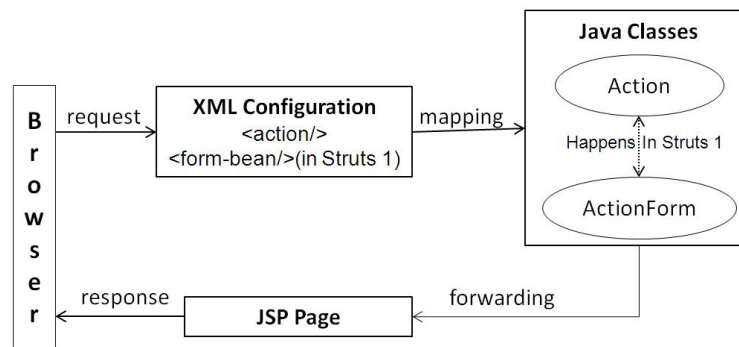 Browser
request
XML Configuration
<action/>
<form-bean/>(in Struts 1)
mapping
Java Classes
Action
Happens In Struts 1
ActionForm
forwarding
JSP Page
response